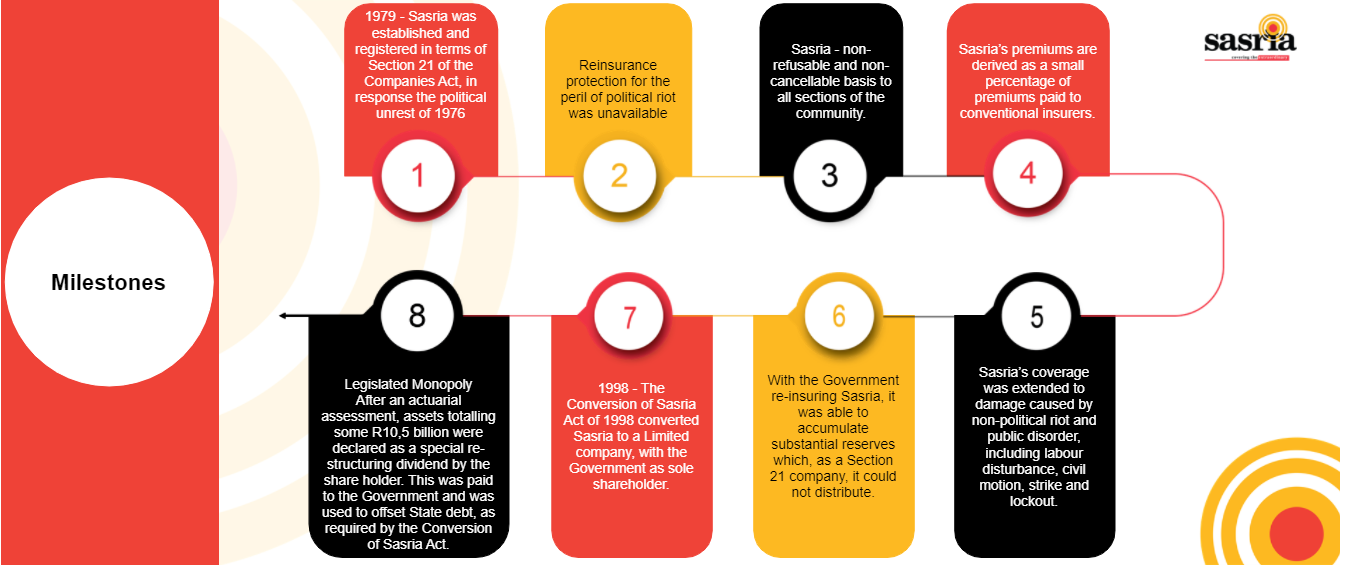 Milestones
1979 - Sasria was
established and
registered in terms of
Section 21 of the
Companies Act, in
response the political
unrest of 1976
1
Reinsurance
protection for the
peril of political riot
was unavailable
2
Sasria - non-
refusable and non-
cancellable basis to
all sections of the
community.
3
Sasria's premiums are
derived as a small
percentage of
premiums paid to
conventional insurers.
4
sasria
covering the extraordinary
5
Sasria's coverage
was extended to
damage caused by
non-political riot and
public disorder,
including labour
disturbance, civil
motion, strike and
lockout.
6
With the Government
re-insuring Sasria, it
was able to
accumulate
substantial reserves
which, as a Section
21 company, it could
not distribute.
7
1998 - The
Conversion of Sasria
Act of 1998 converted
Sasria to a Limited
company, with the
Government as sole
shareholder.
8
Legislated Monopoly
After an actuarial
assessment, assets totalling
some R10,5 billion were
declared as a special re-
structuring dividend by the
share holder. This was paid
to the Government and was
used to offset State debt, as
required by the Conversion
of Sasria Act.